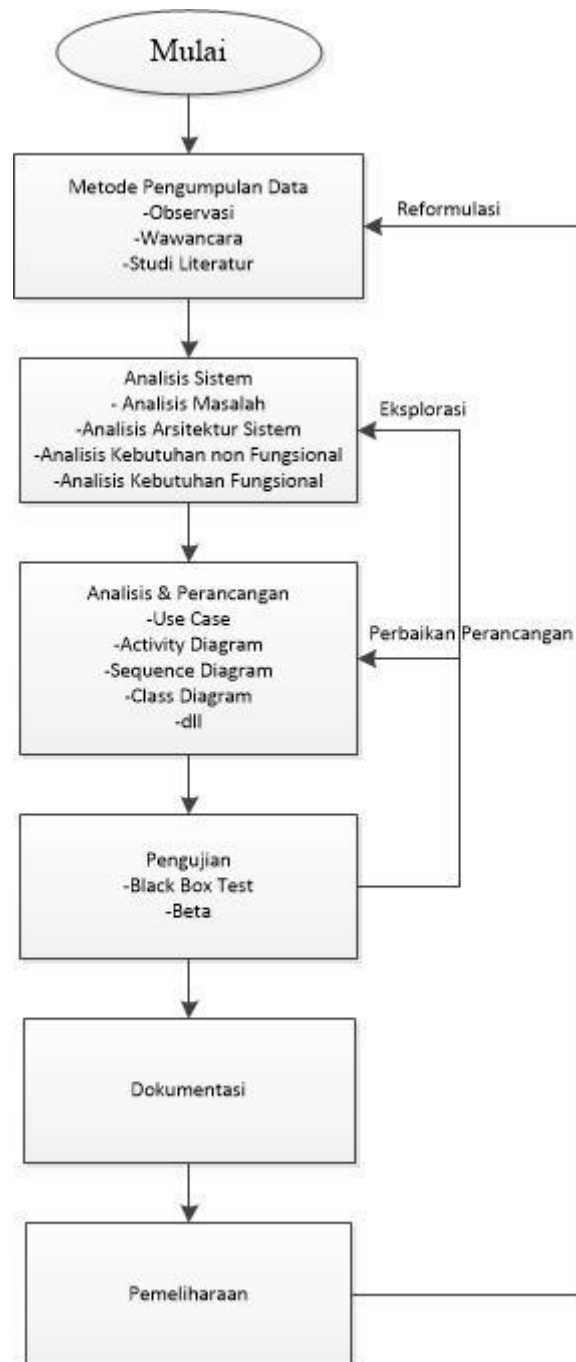 Mulai
Metode Pengumpulan Data
-Observasi
-Wawancara
-Studi Literatur
Reformulasi
Analisis Sistem
- Analisis Masalah
-Analisis Arsitektur Sistem
-Analisis Kebutuhan non Fungsional
-Analisis Kebutuhan Fungsional
Eksplorasi
Analisis & Perancangan
-Use Case
-Activity Diagram
-Sequence Diagram
-Class Diagram
-dll
Perbaikan Perancangan
Pengujian
-Black Box Test
-Beta
Dokumentasi
Pemeliharaan